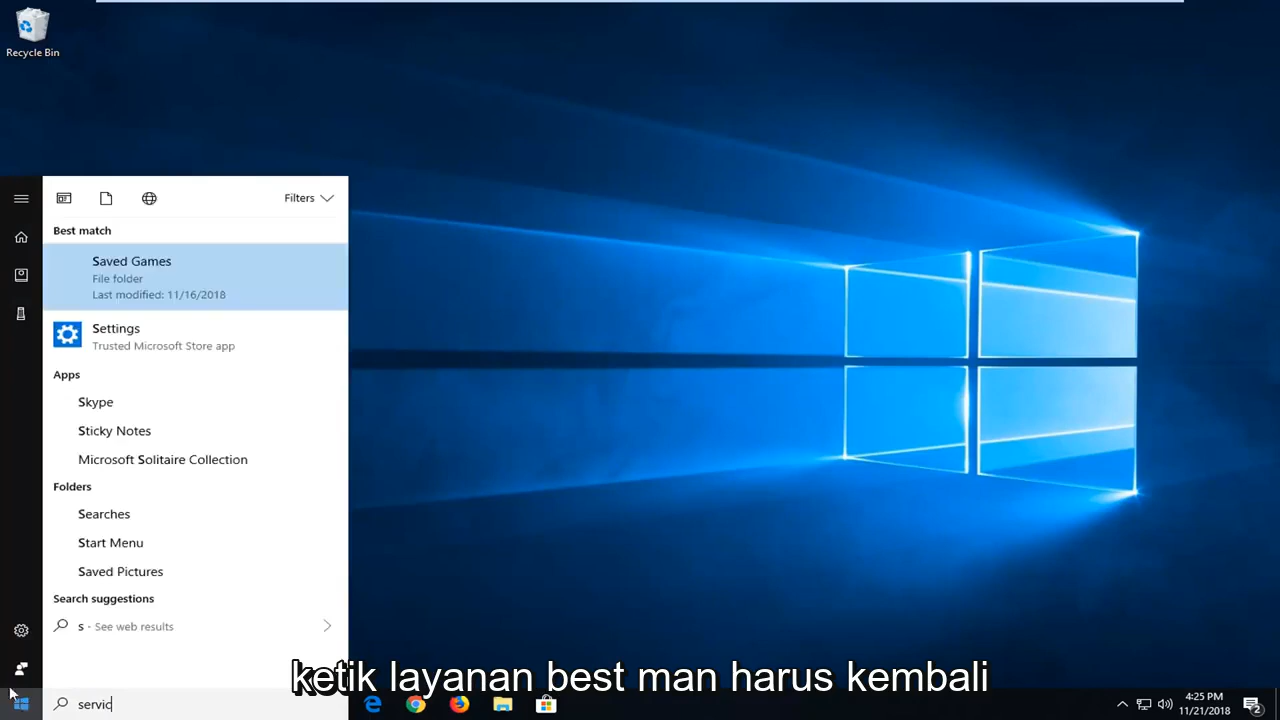 Recycle Bin
Filters
Best match
Saved Games
File folder
Last modified: 11/16/2018
Settings
Trusted Microsoft Store app
Apps
Skype
Sticky Notes
Microsoft Solitaire Collection
Folders
Searches
Start Menu
Saved Pictures
Search suggestions
s - See web results
ketik layanan best man harus kembali
servic
4:25 PM
11/21/2018
2